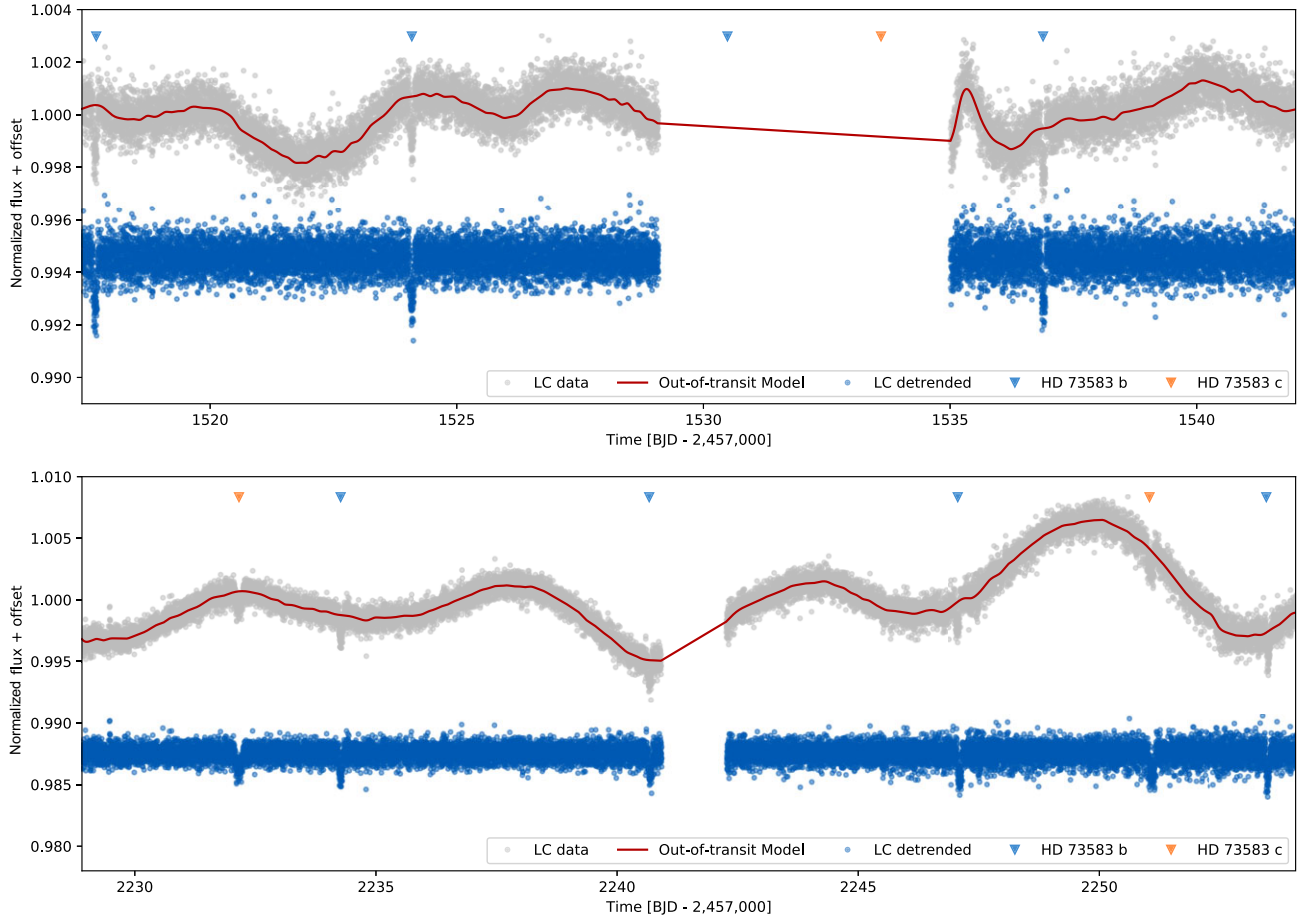 1.004
1.002
1.000
0.998
0.996
0.994
0.992
0.990
Normalized flux + offset
LC data Out-of-transit Model LC detrended HD 73583 b HD 73583 c
1520 1525 1530 1535 1540
Time [BJD - 2,457,000]
1.010
1.005
1.000
0.995
0.990
0.985
0.980
Normalized flux + offset
LC data Out-of-transit Model LC detrended HD 73583 b HD 73583 c
2230 2235 2240 2245 2250
Time [BJD - 2,457,000]